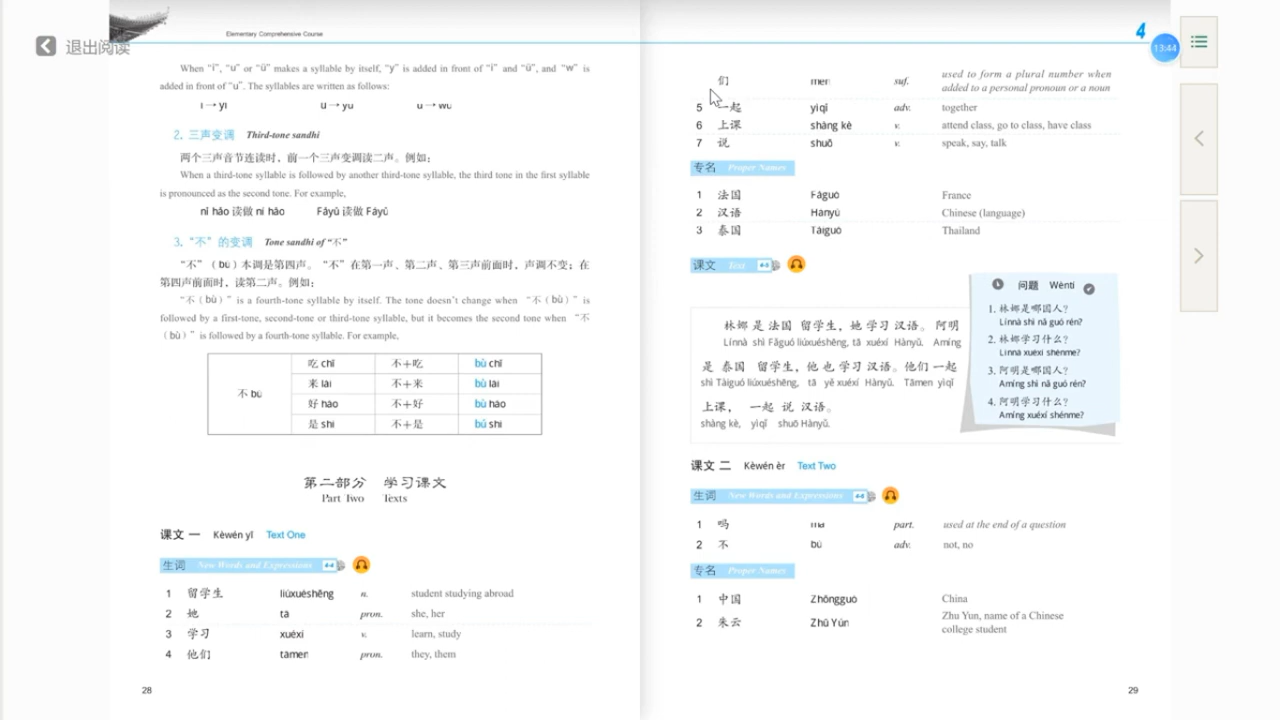 退出阅读
Elementary Comprehensive Course
When "i", "u" or "ü" makes a syllable by itself, "y" is added in front of "i" and "ü", and "w" is
added in front of "u". The syllables are written as follows:
i → yi ü → yu u → wu
2. 三声变调 Third-tone sandhi
两个三声音节连读时，前一个三声变调读二声。例如：
When a third-tone syllable is followed by another third-tone syllable, the third tone in the first syllable
is pronounced as the second tone. For example,
nǐ hǎo 读做 ní hǎo Fǎyǔ 读做 Fáyǔ
3. "不"的变调 Tone sandhi of "不"
"不"（bù）本调是第四声。"不"在第一声、第二声、第三声前面时，声调不变；在
第四声前面时，读第二声。例如：
"不（bù）" is a fourth-tone syllable by itself. The tone doesn't change when "不（bù）" is
followed by a first-tone, second-tone or third-tone syllable, but it becomes the second tone when "不
（bù）" is followed by a fourth-tone syllable. For example,
不 bù
吃 chī 不+吃 bù chī
来 lái 不+来 bù lái
好 hǎo 不+好 bù hǎo
是 shì 不+是 bú shì
第二部分 学习课文
Part Two Texts
课文 一 Kèwén yī Text One
生词 New Words and Expressions 4-4
1 留学生 liúxuéshēng n. student studying abroad
2 她 tā pron. she, her
3 学习 xuéxí v. learn, study
4 他们 tāmen pron. they, them
28
4
13:44
们 men suf. used to form a plural number when
added to a personal pronoun or a noun
5 一起 yìqǐ adv. together
6 上课 shàng kè v. attend class, go to class, have class
7 说 shuō v. speak, say, talk
专名 Proper Names
1 法国 Fǎguó France
2 汉语 Hànyǔ Chinese (language)
3 泰国 Tàiguó Thailand
课文 Text 4-5
林娜 是 法国 留学生，她 学习 汉语。阿明
Línnà shì Fǎguó liúxuéshēng, tā xuéxí Hànyǔ. Āmíng
是 泰国 留学生，他 也 学习 汉语。他们 一起
shì Tàiguó liúxuéshēng, tā yě xuéxí Hànyǔ. Tāmen yìqǐ
上课， 一起 说 汉语。
shàng kè, yìqǐ shuō Hànyǔ.
问题 Wèntí
1. 林娜是哪国人？
Línnà shì nǎ guó rén?
2. 林娜学习什么？
Línnà xuéxí shénme?
3. 阿明是哪国人？
Āmíng shì nǎ guó rén?
4. 阿明学习什么？
Āmíng xuéxí shénme?
课文 二 Kèwén èr Text Two
生词 New Words and Expressions 4-6
1 吗 ma part. used at the end of a question
2 不 bù adv. not, no
专名 Proper Names
1 中国 Zhōngguó China
2 朱云 Zhū Yún Zhu Yun, name of a Chinese
college student
29